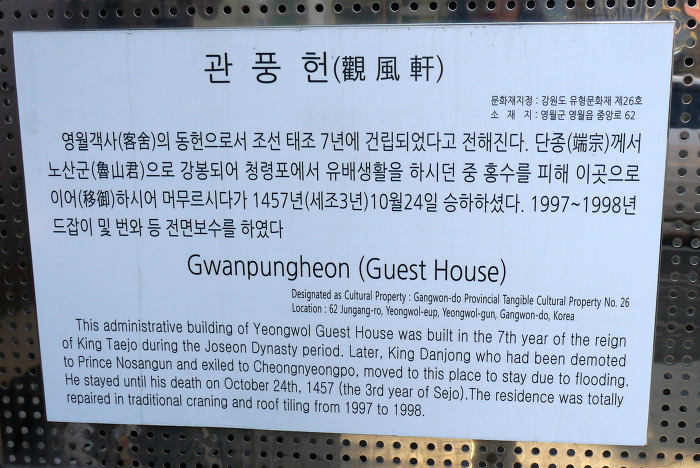 관 풍 헌(觀 風 軒)
문화재지정 : 강원도 유형문화재 제26호
소 재 지 : 영월군 영월읍 중앙로 62
영월객사(客舍)의 동헌으로서 조선 태조 7년에 건립되었다고 전해진다. 단종(端宗)께서
노산군(魯山君)으로 강봉되어 청령포에서 유배생활을 하시던 중 홍수를 피해 이곳으로
이어(移御)하시어 머무르시다가 1457년(세조3년)10월24일 승하하셨다. 1997~1998년
드잡이 및 번와 등 전면보수를 하였다
Gwanpungheon (Guest House)
Designated as Cultural Property : Gangwon-do Provincial Tangible Cultural Property No. 26
Location : 62 Jungang-ro, Yeongwol-eup, Yeongwol-gun, Gangwon-do, Korea
This administrative building of Yeongwol Guest House was built in the 7th year of the reign
of King Taejo during the Joseon Dynasty period. Later, King Danjong who had been demoted
to Prince Nosangun and exiled to Cheongnyeongpo, moved to this place to stay due to flooding.
He stayed until his death on October 24th, 1457 (the 3rd year of Sejo).The residence was totally
repaired in traditional craning and roof tiling from 1997 to 1998.